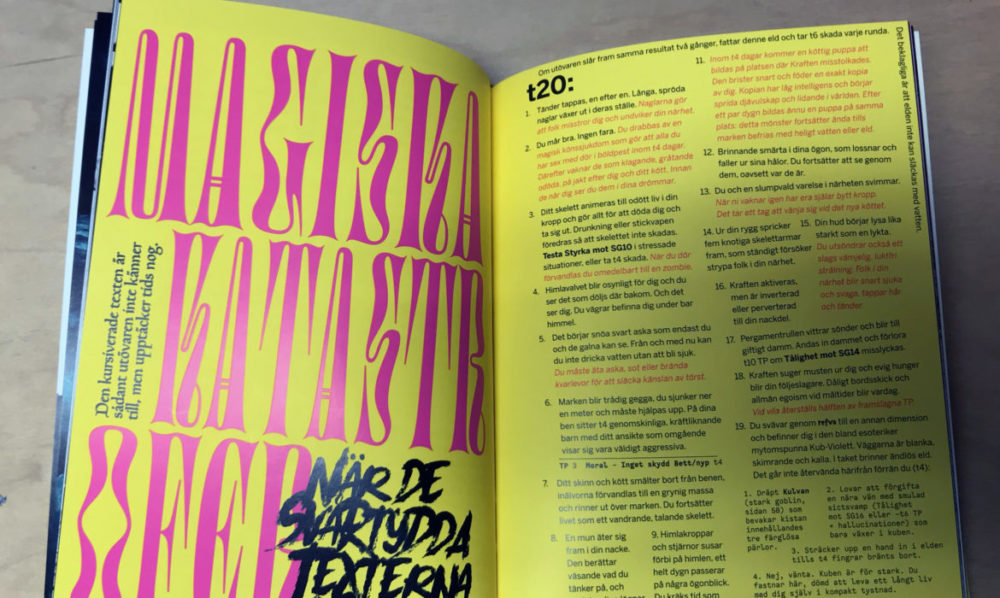 MAGISKA
KATASTR
OFER
Den kursiverade texten är
sådant utövaren inte känner
till, men upptäcker tids nog.
NÄR DE
SKÄRTYDDA
TEXTERNA
Om utövaren slår fram samma resultat två gånger, fattar denne eld och tar t6 skada varje runda.
Det beklagliga är att elden inte kan släckas med vatten.
t20:
1. Tänder tappas, en efter en. Långa, spröda
naglar växer ut i deras ställe. Naglarna gör
att folk misstror dig och undviker din närhet.
2. Du mår bra. Ingen fara. Du drabbas av en
magisk könssjukdom som gör att alla du
har sex med dör i böldpest inom t4 dagar.
Därefter vaknar de som klagande, gråtande
odöda, på jakt efter dig och ditt kött. Innan
de når dig ser du dem i dina drömmar.
3. Ditt skelett animeras till odött liv i din
kropp och gör allt för att döda dig och
ta sig ut. Drunkning eller stickvapen
föredras så att skelettet inte skadas.
Testa Styrka mot SG10 i stressade
situationer, eller ta t4 skada. När du dör
förvandlas du omedelbart till en zombie.
4. Himlavalvet blir osynligt för dig och du
ser det som döljs där bakom. Och det
ser dig. Du vägrar befinna dig under bar
himmel.
5. Det börjar snöa svart aska som endast du
och de galna kan se. Från och med nu kan
du inte dricka vatten utan att bli sjuk.
Du måste äta aska, sot eller brända
kvarlevor för att släcka känslan av törst.
6. Marken blir trådig gegga, du sjunker ner
en meter och måste hjälpas upp. På dina
ben sitter t4 genomskinliga, kräftliknande
barn med ditt ansikte som omgående
visar sig vara väldigt aggressiva.
TP 3 Moral – Inget skydd Bett/nyp t4
7. Ditt skinn och kött smälter bort från benen,
inälvorna förvandlas till en grynig massa
och rinner ut över marken. Du fortsätter
livet som ett vandrande, talande skelett.
8. En mun äter sig
fram i din nacke.
Den berättar
väsande vad du
tänker på, och
9. Himlakroppar
och stjärnor susar
förbi på himlen, ett
helt dygn passerar
på några ögonblick.
Du kräks tid som
11. Inom t4 dagar kommer en köttig puppa att
bildas på platsen där Kraften misstolkades.
Den brister snart och föder en exakt kopia
av dig. Kopian har låg intelligens och börjar
sprida djävulskap och lidande i världen. Efter
ett par dygn bildas ännu en puppa på samma
plats; detta mönster fortsätter ända tills
marken befrias med heligt vatten eller eld.
12. Brinnande smärta i dina ögon, som lossnar och
faller ur sina hålor. Du fortsätter att se genom
dem, oavsett var de är.
13. Du och en slumpvald varelse i närheten svimmar.
När ni vaknar igen har era själar bytt kropp.
Det tar ett tag att vänja sig vid det nya köttet.
14. Ur din rygg spricker
fem knotiga skelettarmar
fram, som ständigt försöker
strypa folk i din närhet.
15. Din hud börjar lysa lika
starkt som en lykta.
Du utsöndrar också ett
slags vämjelig, luktfri
strålning. Folk i din
närhet blir snart sjuka
och svaga, tappar hår
och tänder.
16. Kraften aktiveras,
men är inverterad
eller perverterad
till din nackdel.
17. Pergamentrullen vittrar sönder och blir till
giftigt damm. Andas in dammet och förlora
t10 TP om Tålighet mot SG14 misslyckas.
18. Kraften suger musten ur dig och evig hunger
blir din följeslagare. Dåligt bordsskick och
allmän egoism vid måltider blir vardag.
Vid vila återställs hälften av framslagna TP
19. Du svävar genom refvs till en annan dimension
och befinner dig i den bland esoteriker
mytomspunna Kub-Violett. Väggarna är blanka,
skimrande och kalla. I taket brinner ändlös eld.
Det går inte återvända härifrån förrän du (t4):
1. Dräpt Kulvan
(stark goblin,
sidan 58) som
bevakar kistan
innehållandes
tre färglösa
pärlor.
2. Lovar att förgifta
en nära vän med smulad
sictsvamp (Tålighet
mot SG16 eller -t6 TP
+ hallucinationer) som
bara växer i kuben.
3. Sträcker upp en hand in i elden
tills t4 fingrar bränts bort.
4. Nej, vänta. Kuben är för stark. Du
fastnar här, dömd att leva ett långt liv
med dig själv i kompakt tystnad.